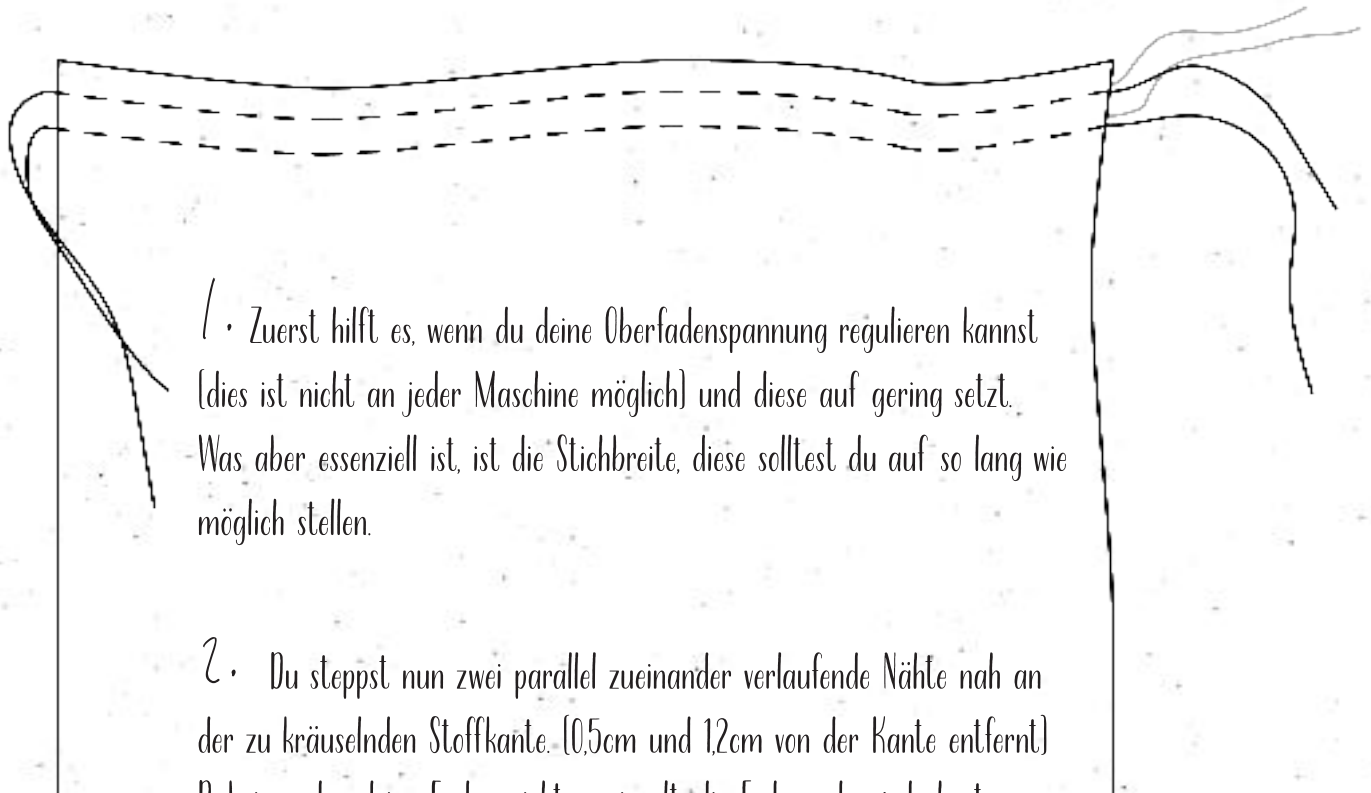 1. Zuerst hilft es, wenn du deine Oberfadenspannung regulieren kannst
(dies ist nicht an jeder Maschine möglich) und diese auf gering setzt.
Was aber essenziell ist, ist die Stichbreite, diese solltest du auf so lang wie
möglich stellen.
2. Du steppst nun zwei parallel zueinander verlaufende Nähte nah an
der zu kräuselnden Stoffkante. (0,5cm und 1,2cm von der Kante entfernt)